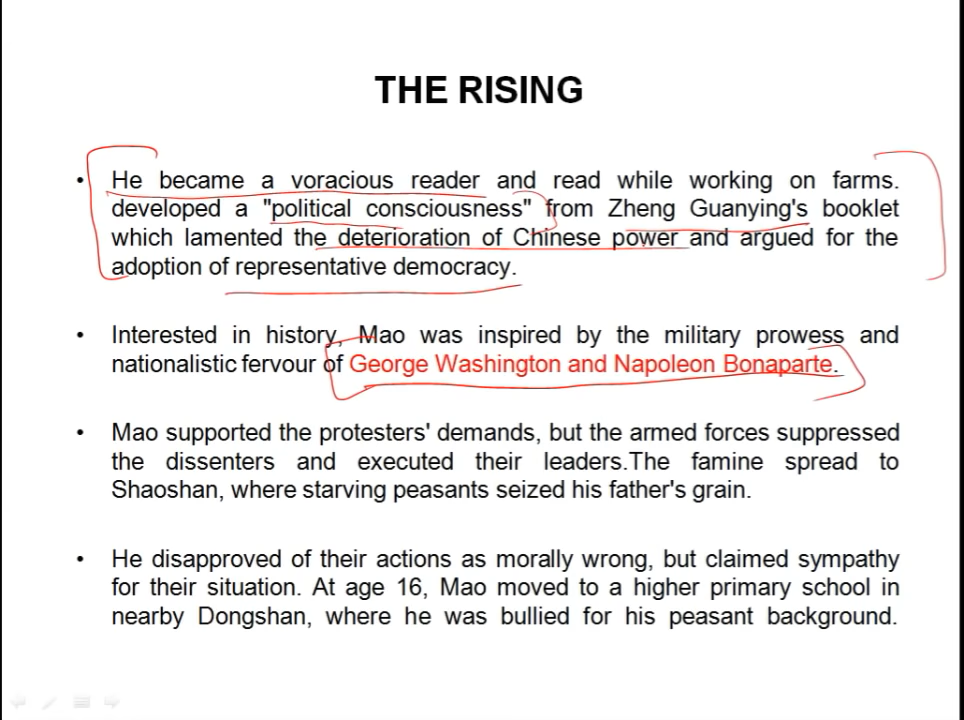 THE RISING
• He became a voracious reader and read while working on farms.
developed a "political consciousness" from Zheng Guanying's booklet
which lamented the deterioration of Chinese power and argued for the
adoption of representative democracy.
• Interested in history, Mao was inspired by the military prowess and
nationalistic fervour of George Washington and Napoleon Bonaparte.
• Mao supported the protesters' demands, but the armed forces suppressed
the dissenters and executed their leaders.The famine spread to
Shaoshan, where starving peasants seized his father's grain.
• He disapproved of their actions as morally wrong, but claimed sympathy
for their situation. At age 16, Mao moved to a higher primary school in
nearby Dongshan, where he was bullied for his peasant background.